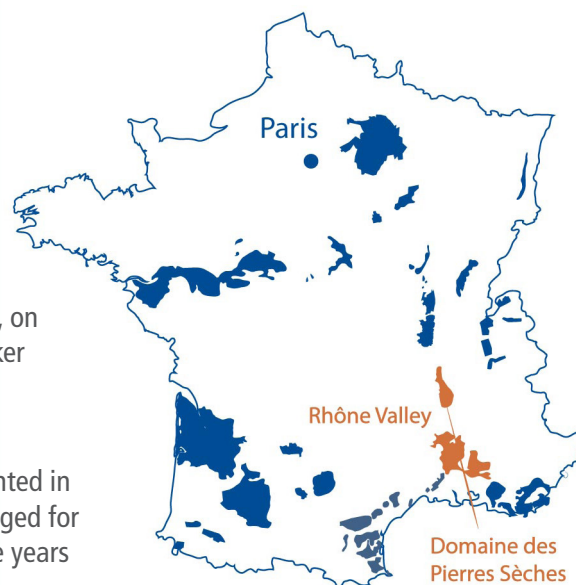 Paris
, on
ker
Rhône Valley
nted in
ged for
e years
Domaine des
Pierres Sèches